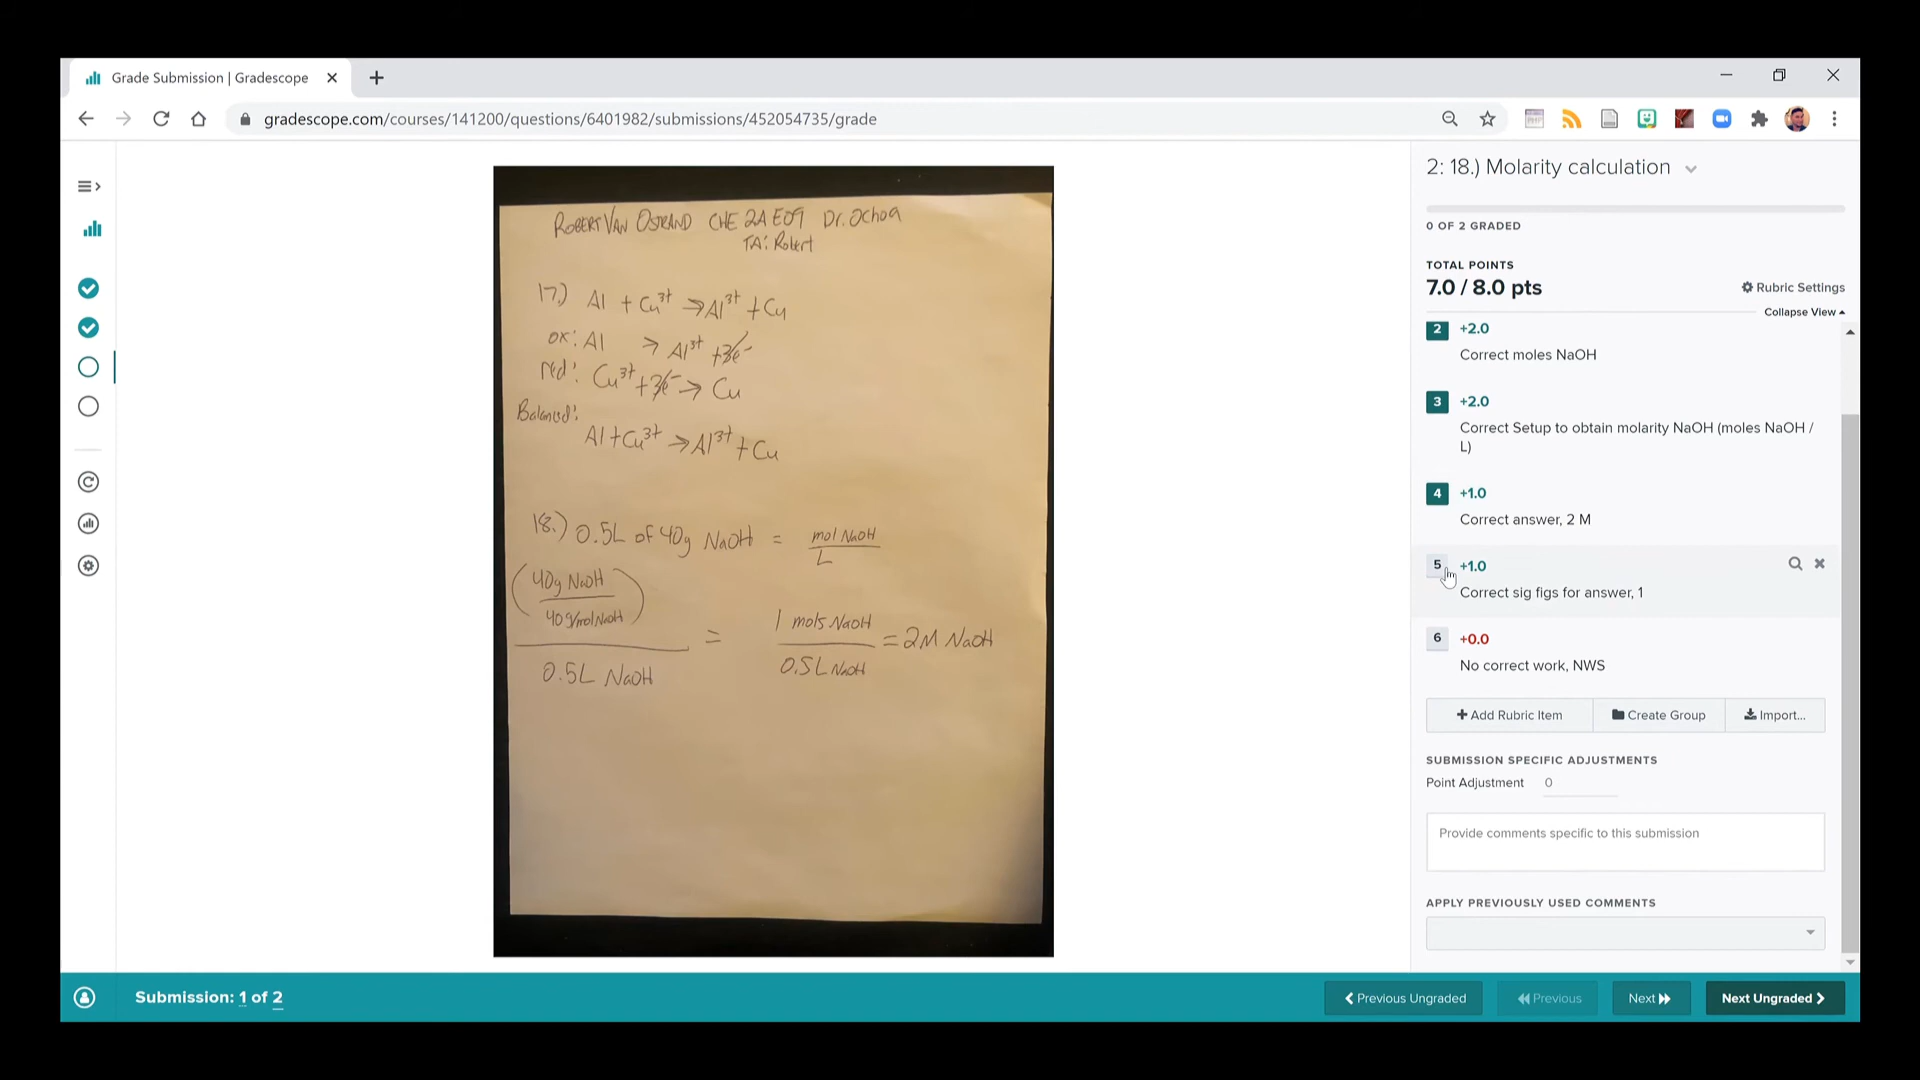 Grade Submission | Gradescope
gradescope.com/courses/141200/questions/6401982/submissions/452054735/grade
ROBERT VAN OSTRAND CHE 2A E09 Dr. Ochoa
TA: Robert
17.) Al + Cu³⁺ → Al³⁺ + Cu
ox: Al → Al³⁺ + 3e⁻
red: Cu³⁺ + 3e⁻ → Cu
Balanced:
Al + Cu³⁺ → Al³⁺ + Cu
18.) 0.5L of 40g NaOH = mol NaOH
L
(40g NaOH
40 g/mol NaOH)
0.5L NaOH
= 1 mols NaOH
0.5L NaOH
= 2M NaOH
2: 18.) Molarity calculation
0 OF 2 GRADED
TOTAL POINTS
7.0 / 8.0 pts
Rubric Settings
Collapse View
2 +2.0
Correct moles NaOH
3 +2.0
Correct Setup to obtain molarity NaOH (moles NaOH /
L)
4 +1.0
Correct answer, 2 M
5 +1.0
Correct sig figs for answer, 1
6 +0.0
No correct work, NWS
+ Add Rubric Item Create Group Import...
SUBMISSION SPECIFIC ADJUSTMENTS
Point Adjustment 0
Provide comments specific to this submission
APPLY PREVIOUSLY USED COMMENTS
Submission: 1 of 2
Previous Ungraded Previous Next Next Ungraded